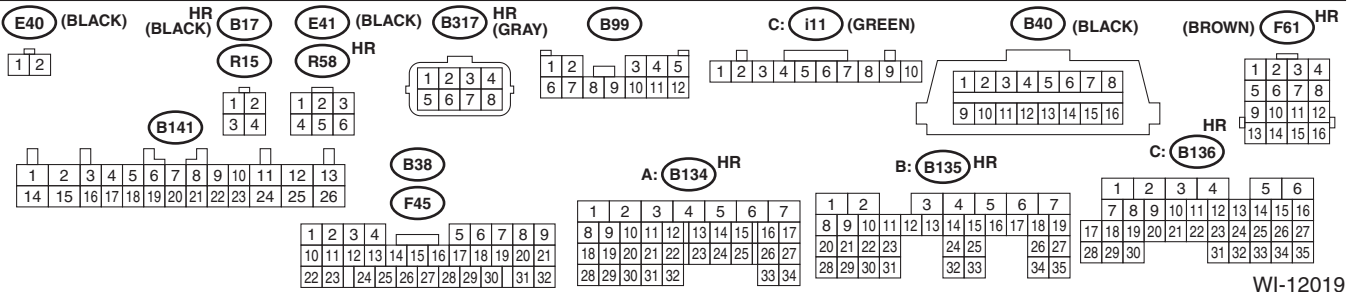 E40 (BLACK)
1 2
HR
(BLACK) B17
R15
1 2
3 4
E41 (BLACK)
R58 HR
1 2 3
4 5 6
B317 HR
(GRAY)
1 2 3 4
5 6 7 8
B99
1 2 3 4 5
6 7 8 9 10 11 12
C: i11 (GREEN)
1 2 3 4 5 6 7 8 9 10
B40 (BLACK)
1 2 3 4 5 6 7 8
9 10 11 12 13 14 15 16
(BROWN) F61 HR
1 2 3 4
5 6 7 8
9 10 11 12
13 14 15 16
B141
1 2 3 4 5 6 7 8 9 10 11 12 13
14 15 16 17 18 19 20 21 22 23 24 25 26
B38
F45
1 2 3 4 5 6 7 8 9
10 11 12 13 14 15 16 17 18 19 20 21
22 23 24 25 26 27 28 29 30 31 32
A: B134 HR
1 2 3 4 5 6 7
8 9 10 11 12 13 14 15 16 17
18 19 20 21 22 23 24 25 26 27
28 29 30 31 32 33 34
B: B135 HR
1 2 3 4 5 6 7
8 9 10 11 12 13 14 15 16 17 18 19
20 21 22 23 24 25 26 27
28 29 30 31 32 33 34 35
HR
C: B136
1 2 3 4 5 6
7 8 9 10 11 12 13 14 15 16
17 18 19 20 21 22 23 24 25 26 27
28 29 30 31 32 33 34 35
WI-12019